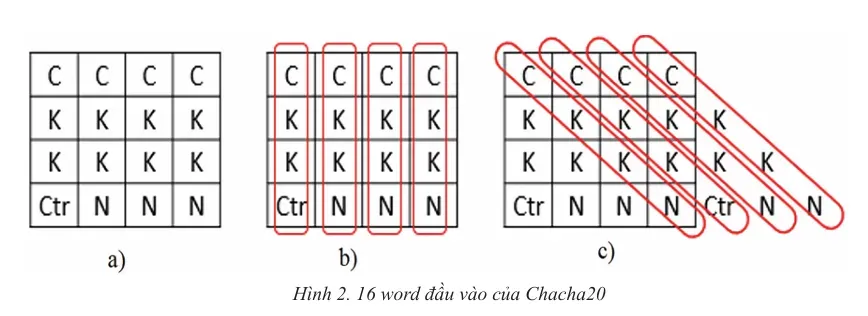 C C C C C C C C C C C C
K K K K K K K K K K K K K
K K K K K K K K K K K K K K
Ctr N N N Ctr N N N Ctr N N N Ctr N N
a) b) c)
Hình 2. 16 word đầu vào của Chacha20